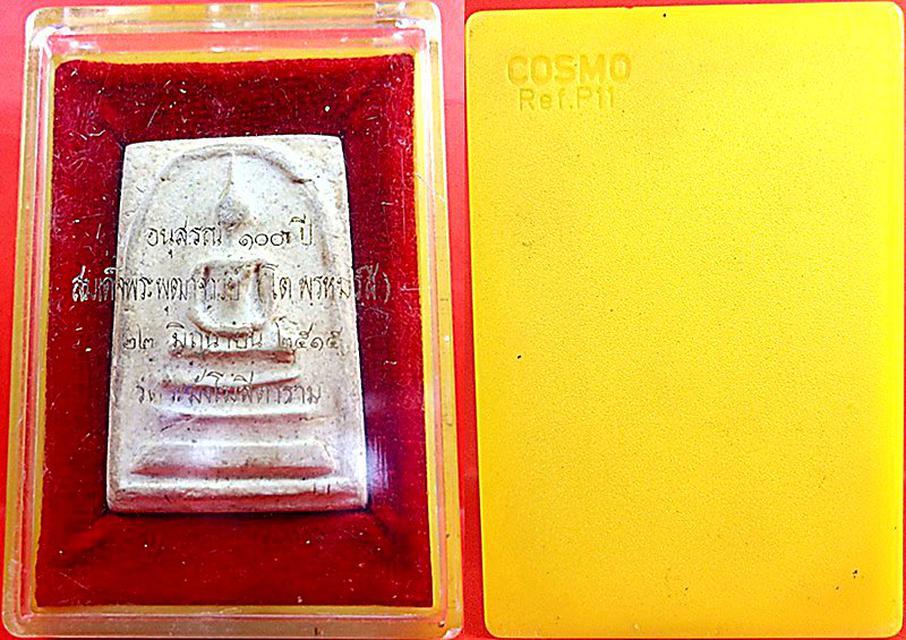 อนุสรณ์ ๑๐๐ ปี
สมเด็จพระพุฒาจารย์ (โต พรหมรังสี)
๒๒ มิถุนายน ๒๕๑๕
วัดระฆังโฆสิตาราม
COSMO
Ref.P11